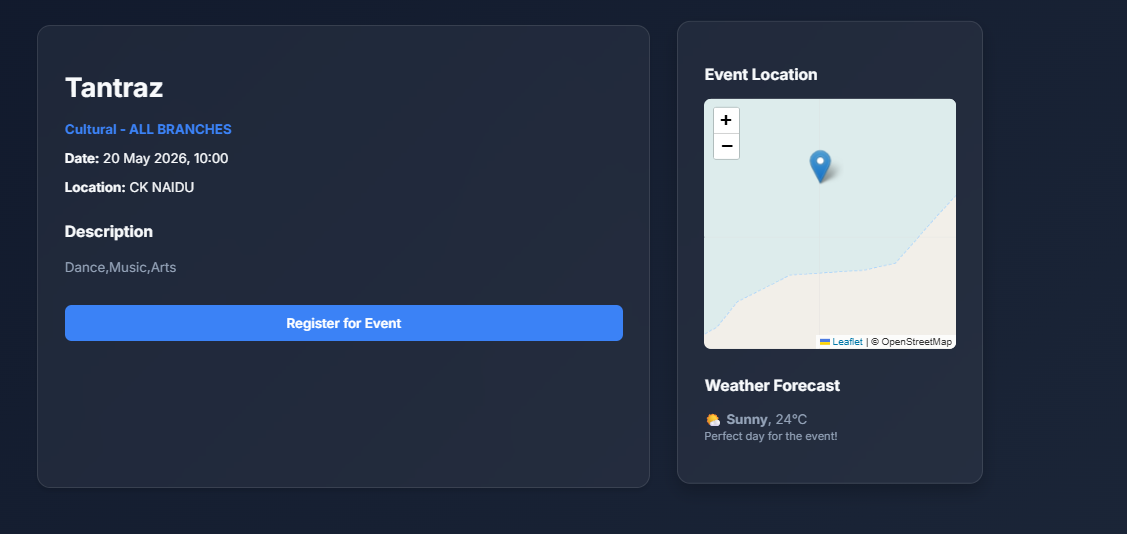 Tantraz
Cultural - ALL BRANCHES
Date: 20 May 2026, 10:00
Location: CK NAIDU
Description
Dance,Music,Arts
Register for Event
Event Location
+
−
Leaflet | © OpenStreetMap
Weather Forecast
Sunny, 24°C
Perfect day for the event!